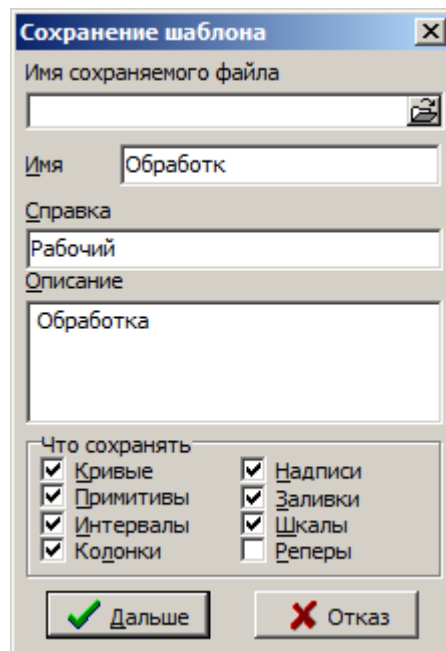 Сохранение шаблона
Имя сохраняемого файла
Имя Обработк
Справка
Рабочий
Описание
Обработка
Что сохранять
Кривые Надписи
Примитивы Заливки
Интервалы Шкалы
Колонки Реперы
Дальше Отказ